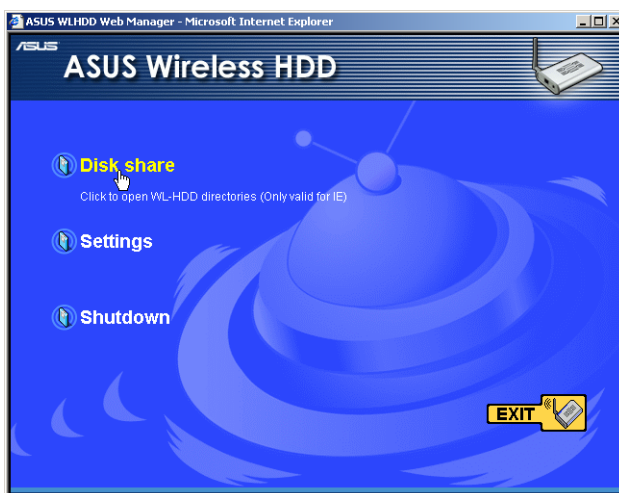 ASUS WLHDD Web Manager - Microsoft Internet Explorer
ASUS
ASUS Wireless HDD
Disk share
Click to open WL-HDD directories (Only valid for IE)
Settings
Shutdown
EXIT